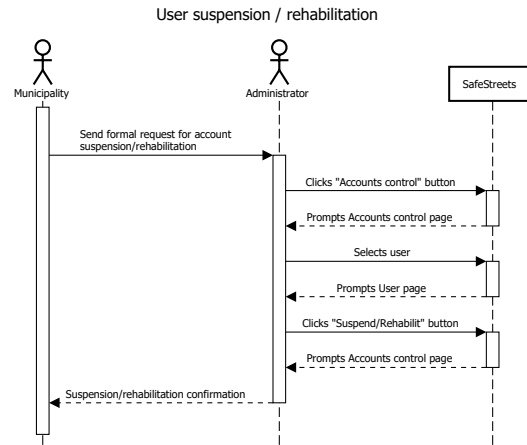 User suspension / rehabilitation
Municipality
Administrator
SafeStreets
Send formal request for account
suspension/rehabilitation
Clicks "Accounts control" button
Prompts Accounts control page
Selects user
Prompts User page
Clicks "Suspend/Rehabilit" button
Prompts Accounts control page
Suspension/rehabilitation confirmation